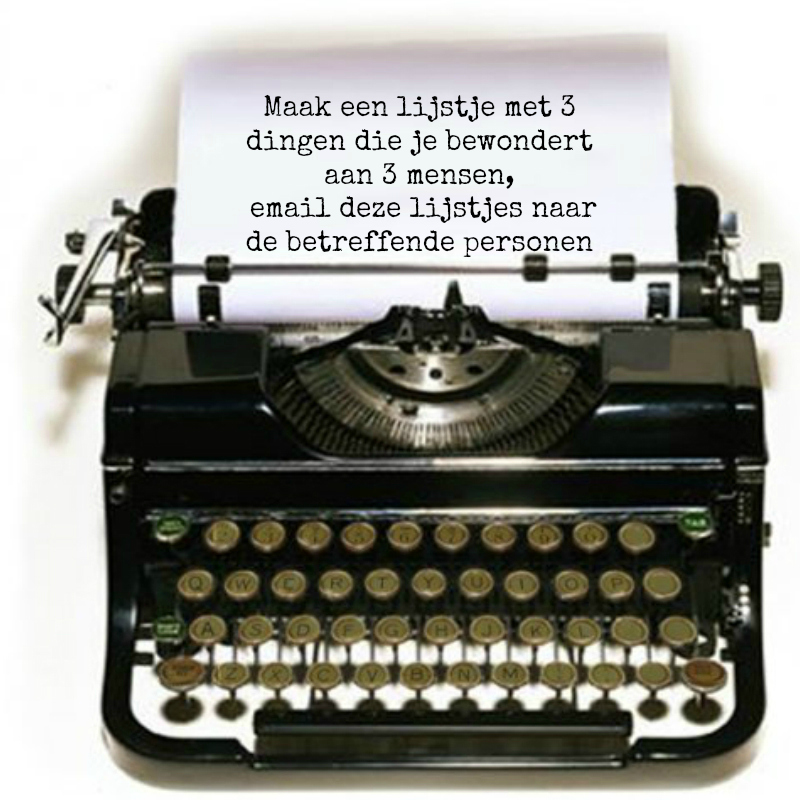 Maak een lijstje met 3
dingen die je bewondert
aan 3 mensen,
email deze lijstjes naar
de betreffende personen
TAB
Q W E R T Y U I O P
A S D F G H J K L
Z X C V B N M